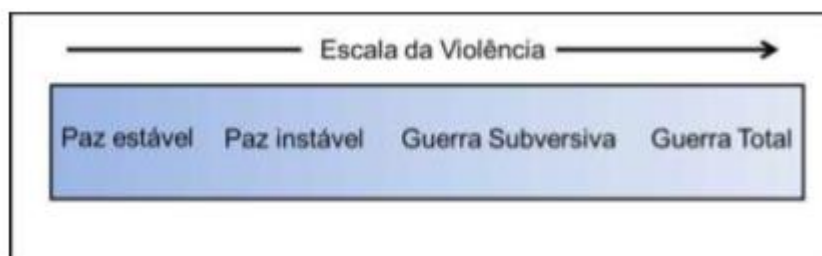 Escala da Violência
Paz estável Paz instável Guerra Subversiva Guerra Total